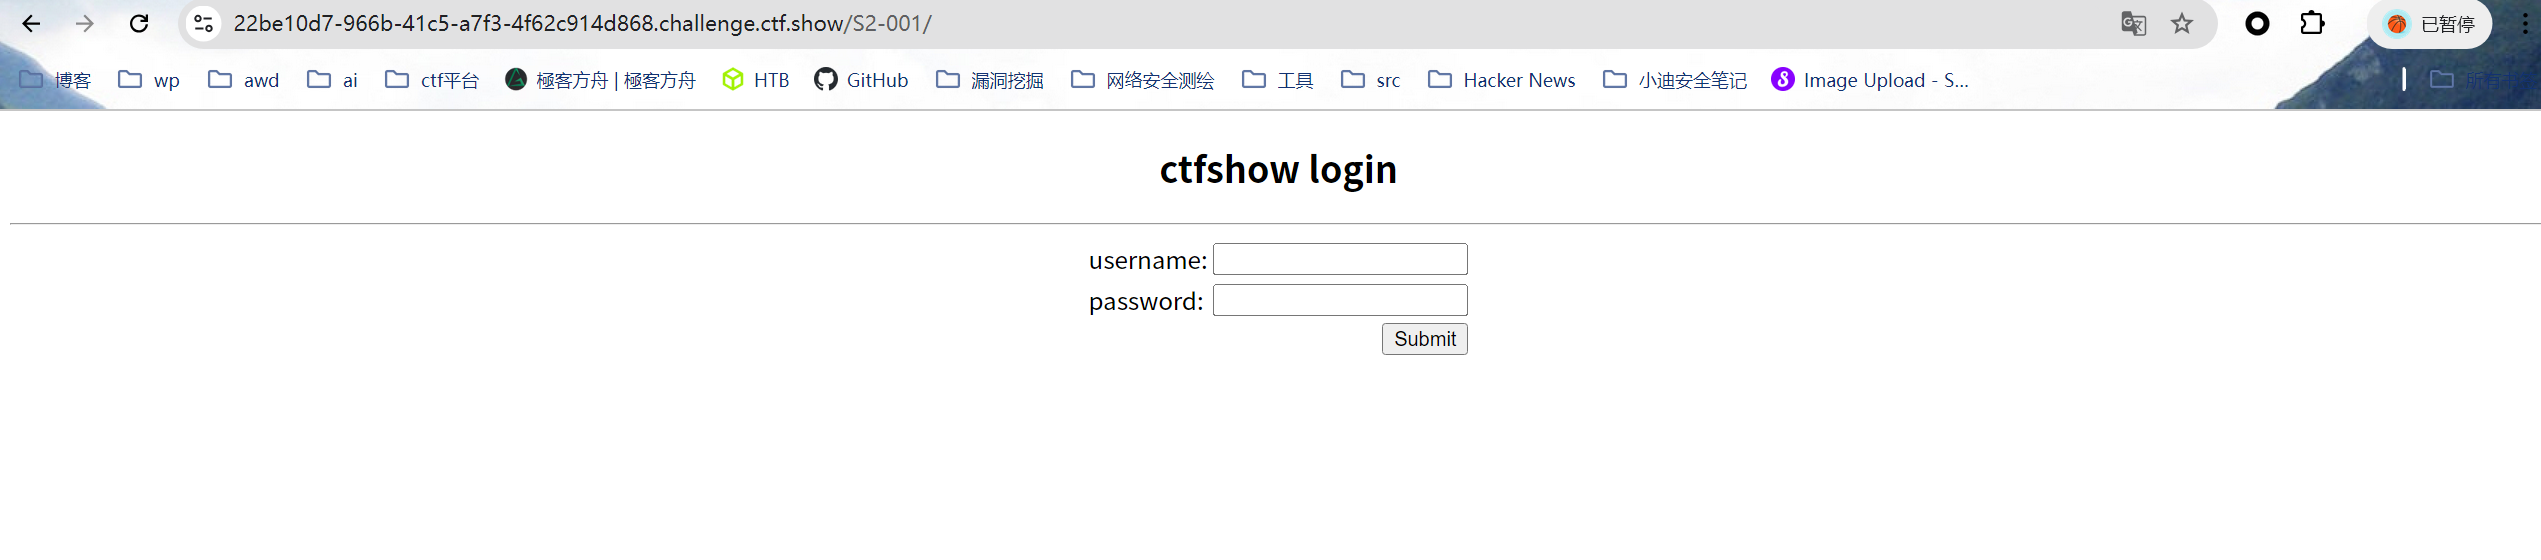 22be10d7-966b-41c5-a7f3-4f62c914d868.challenge.ctf.show/S2-001/
已暂停
博客 wp awd ai ctf平台 極客方舟 | 極客方舟 HTB GitHub 漏洞挖掘 网络安全测绘 工具 src Hacker News 小迪安全笔记 Image Upload - S... 所有
ctfshow login
username:
password:
Submit